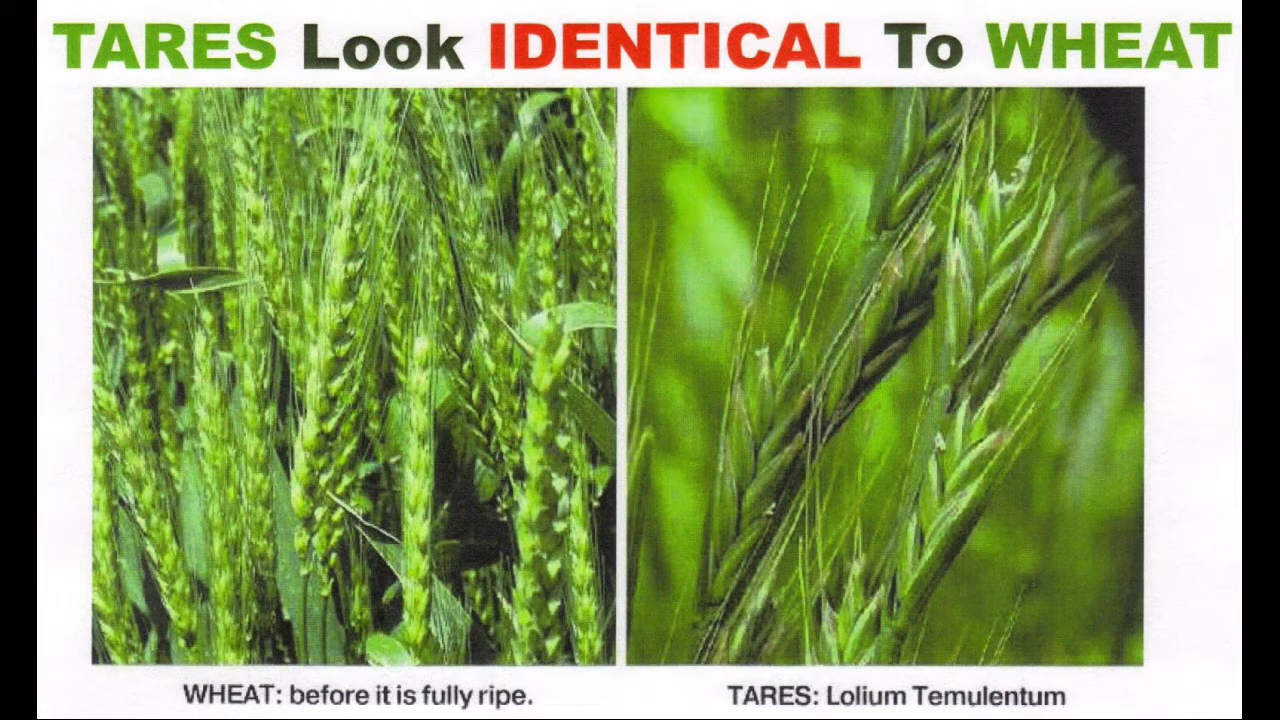 TARES Look IDENTICAL To WHEAT
WHEAT: before it is fully ripe.
TARES: Lolium Temulentum